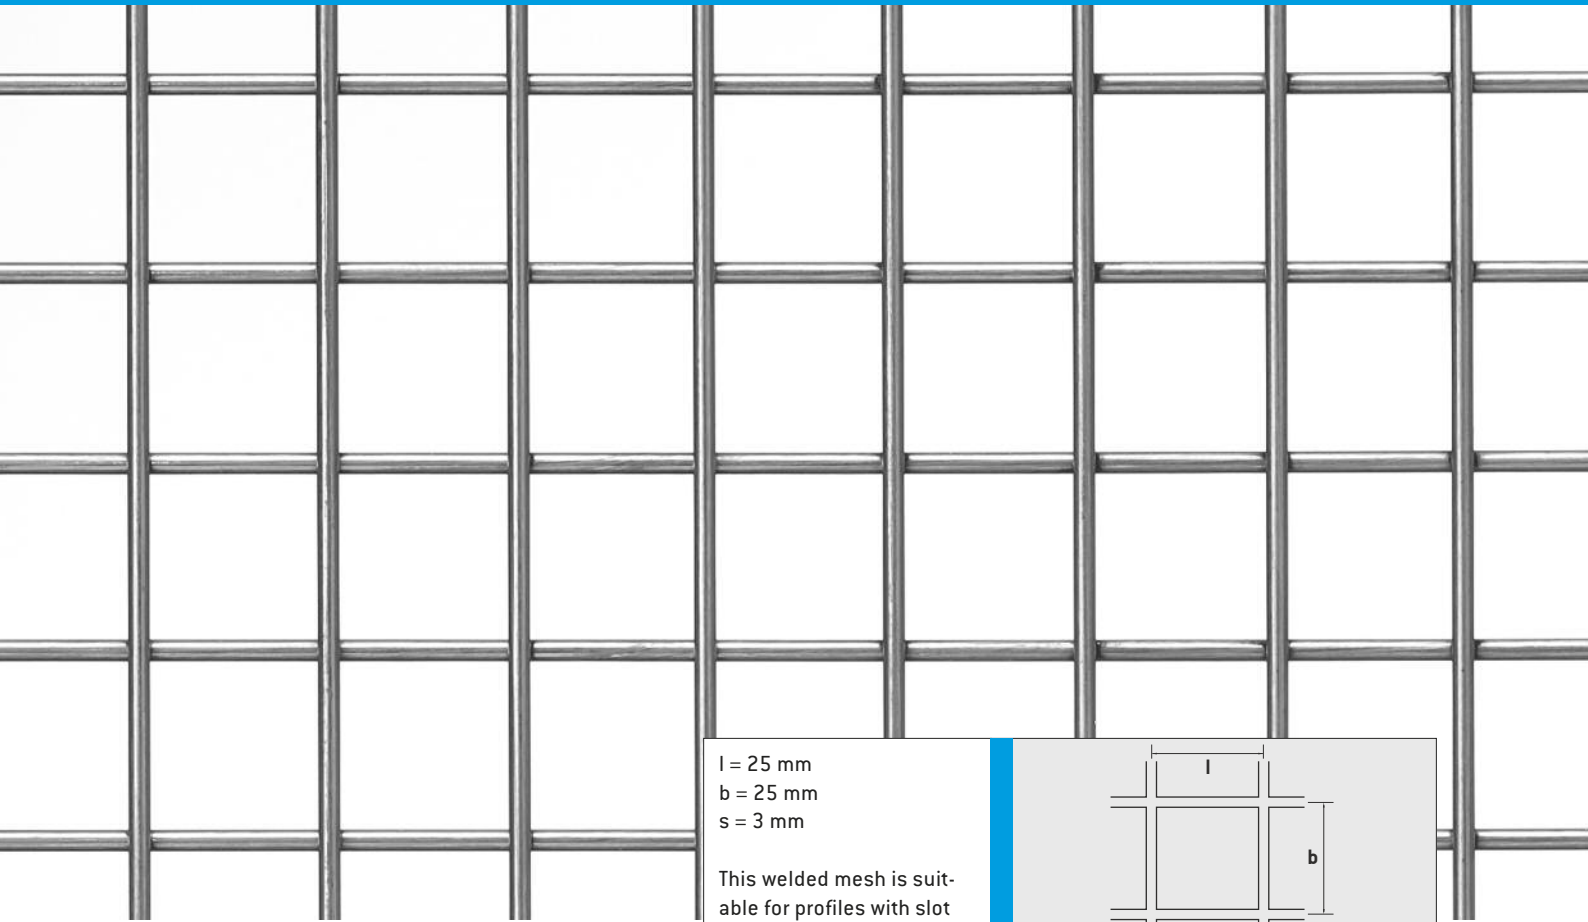 l = 25 mm
b = 25 mm
s = 3 mm
This welded mesh is suit-
able for profiles with slot
l
b